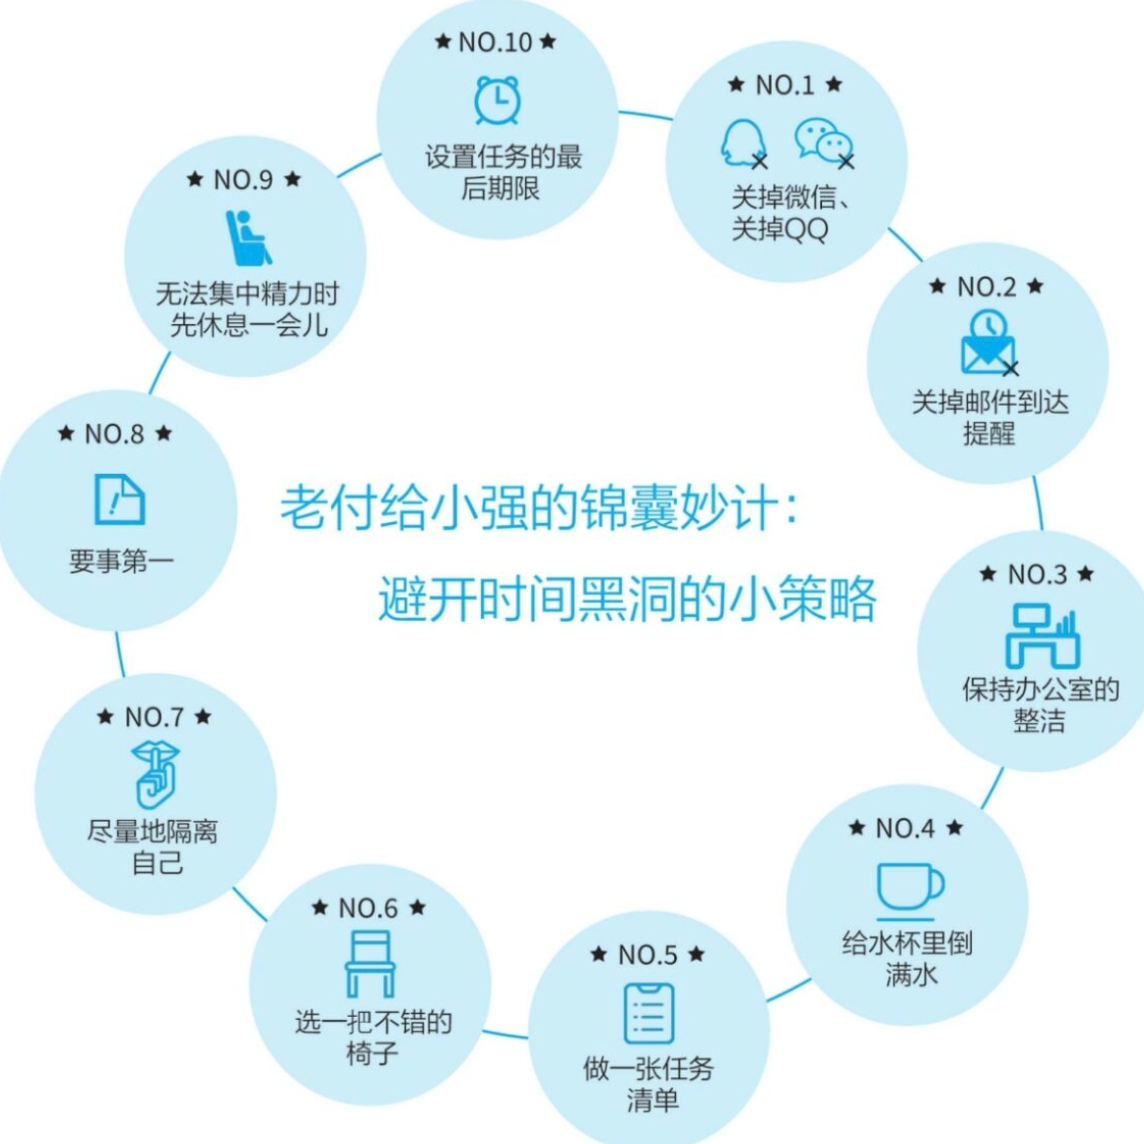 老付给小强的锦囊妙计：
避开时间黑洞的小策略
★ NO.1 ★
关掉微信、
关掉QQ
★ NO.2 ★
关掉邮件到达
提醒
★ NO.3 ★
保持办公室的
整洁
★ NO.4 ★
给水杯里倒
满水
★ NO.5 ★
做一张任务
清单
★ NO.6 ★
选一把不错的
椅子
★ NO.7 ★
尽量地隔离
自己
★ NO.8 ★
要事第一
★ NO.9 ★
无法集中精力时
先休息一会儿
★ NO.10 ★
设置任务的最
后期限